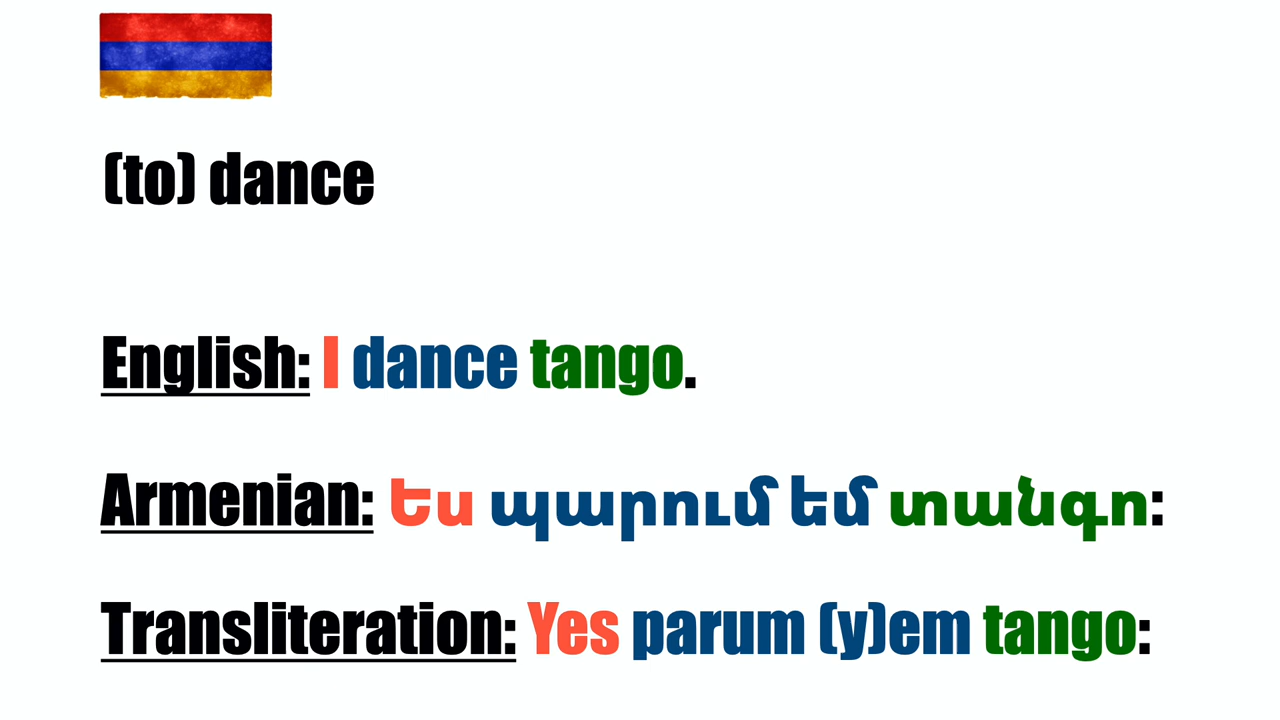 (to) dance
English: I dance tango.
Armenian: Ես պարում եմ տանգո:
Transliteration: Yes parum (y)em tango: